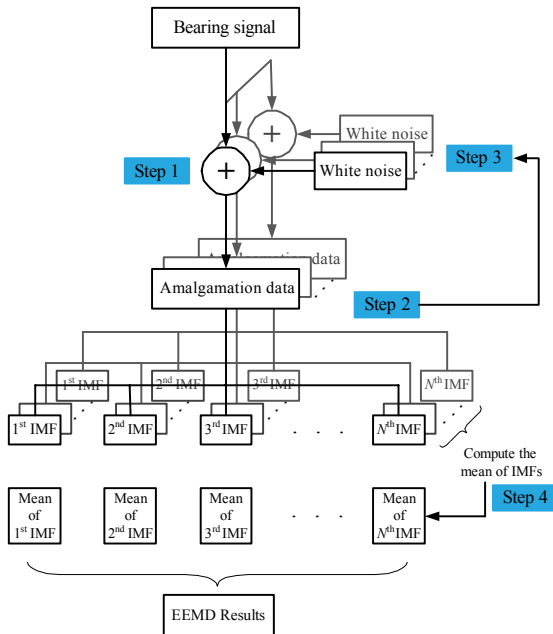 Bearing signal
+
White noise
Step 1
+
White noise
Step 3
Amalgamation data
Amalgamation data
Step 2
1st IMF 2nd IMF 3rd IMF Nth IMF
1st IMF 2nd IMF 3rd IMF . . . Nth IMF
Compute the
mean of IMFs
Step 4
Mean
of
1st IMF
Mean
of
2nd IMF
Mean
of
3rd IMF
. . .
Mean
of
Nth IMF
EEMD Results